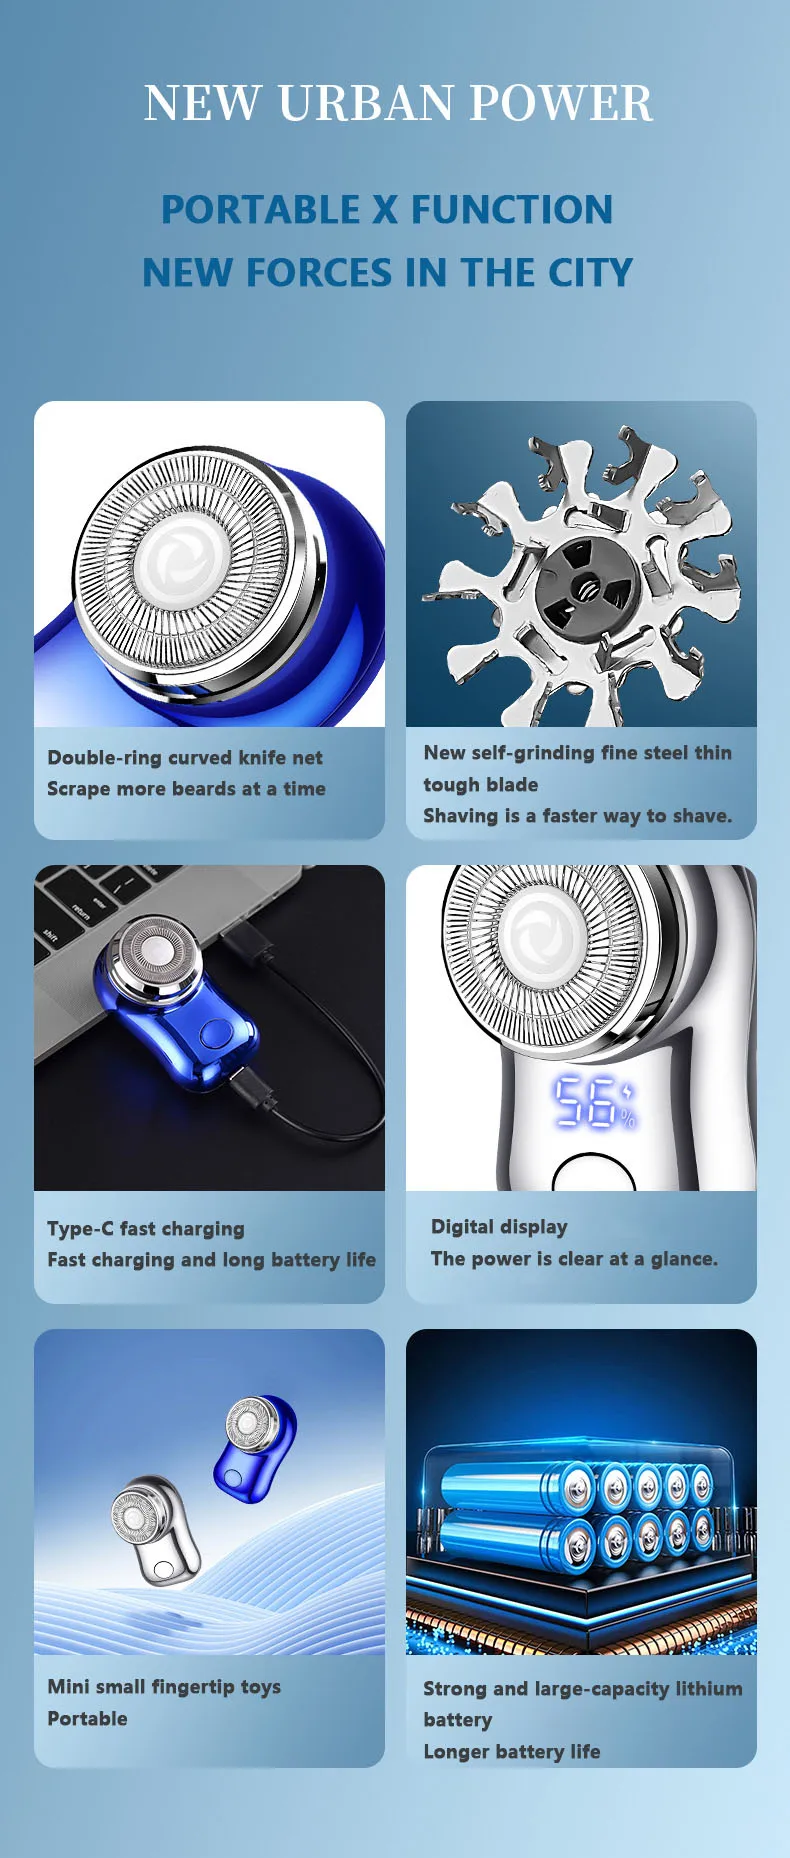 NEW URBAN POWER
PORTABLE X FUNCTION
NEW FORCES IN THE CITY
Double-ring curved knife net
Scrape more beards at a time
New self-grinding fine steel thin
tough blade
Shaving is a faster way to shave.
enter
return
shift
56%
Type-C fast charging
Fast charging and long battery life
Digital display
The power is clear at a glance.
Mini small fingertip toys
Portable
Strong and large-capacity lithium
battery
Longer battery life